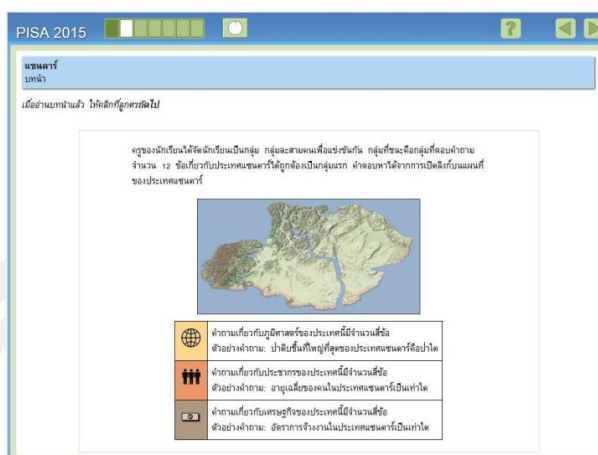 PISA 2015
?
แซนดาร์
บทนำ
เมื่ออ่านบทนำแล้ว ให้คลิกที่ลูกศรถัดไป
ครูของนักเรียนได้จัดนักเรียนเป็นกลุ่ม กลุ่มละสามคนเพื่อแข่งขันกัน กลุ่มที่ชนะคือกลุ่มที่ตอบคำถาม
จำนวน 12 ข้อเกี่ยวกับประเทศแซนดาร์ได้ถูกต้องเป็นกลุ่มแรก คำตอบหาได้จากการเปิดลิงก์บนแผนที่
ของประเทศแซนดาร์
คำถามเกี่ยวกับภูมิศาสตร์ของประเทศนี้มีจำนวนสี่ข้อ
ตัวอย่างคำถาม: ป่าดิบชื้นที่ใหญ่ที่สุดของประเทศแซนดาร์คือป่าใด
คำถามเกี่ยวกับประชากรของประเทศนี้มีจำนวนสี่ข้อ
ตัวอย่างคำถาม: อายุเฉลี่ยของคนในประเทศแซนดาร์เป็นเท่าใด
คำถามเกี่ยวกับเศรษฐกิจของประเทศนี้มีจำนวนสี่ข้อ
ตัวอย่างคำถาม: อัตราการจ้างงานในประเทศแซนดาร์เป็นเท่าใด